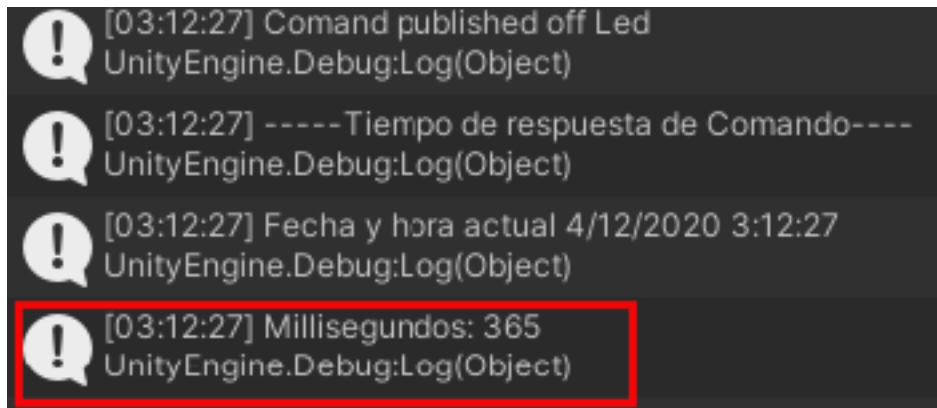 [03:12:27] Comand published off Led
UnityEngine.Debug:Log(Object)
[03:12:27] -----Tiempo de respuesta de Comando----
UnityEngine.Debug:Log(Object)
[03:12:27] Fecha y hora actual 4/12/2020 3:12:27
UnityEngine.Debug:Log(Object)
[03:12:27] Millisegundos: 365
UnityEngine.Debug:Log(Object)